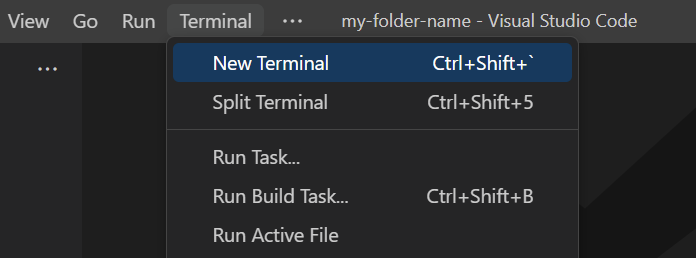 View Go Run Terminal ... my-folder-name - Visual Studio Code
...
New Terminal Ctrl+Shift+`
Split Terminal Ctrl+Shift+5
Run Task...
Run Build Task... Ctrl+Shift+B
Run Active File